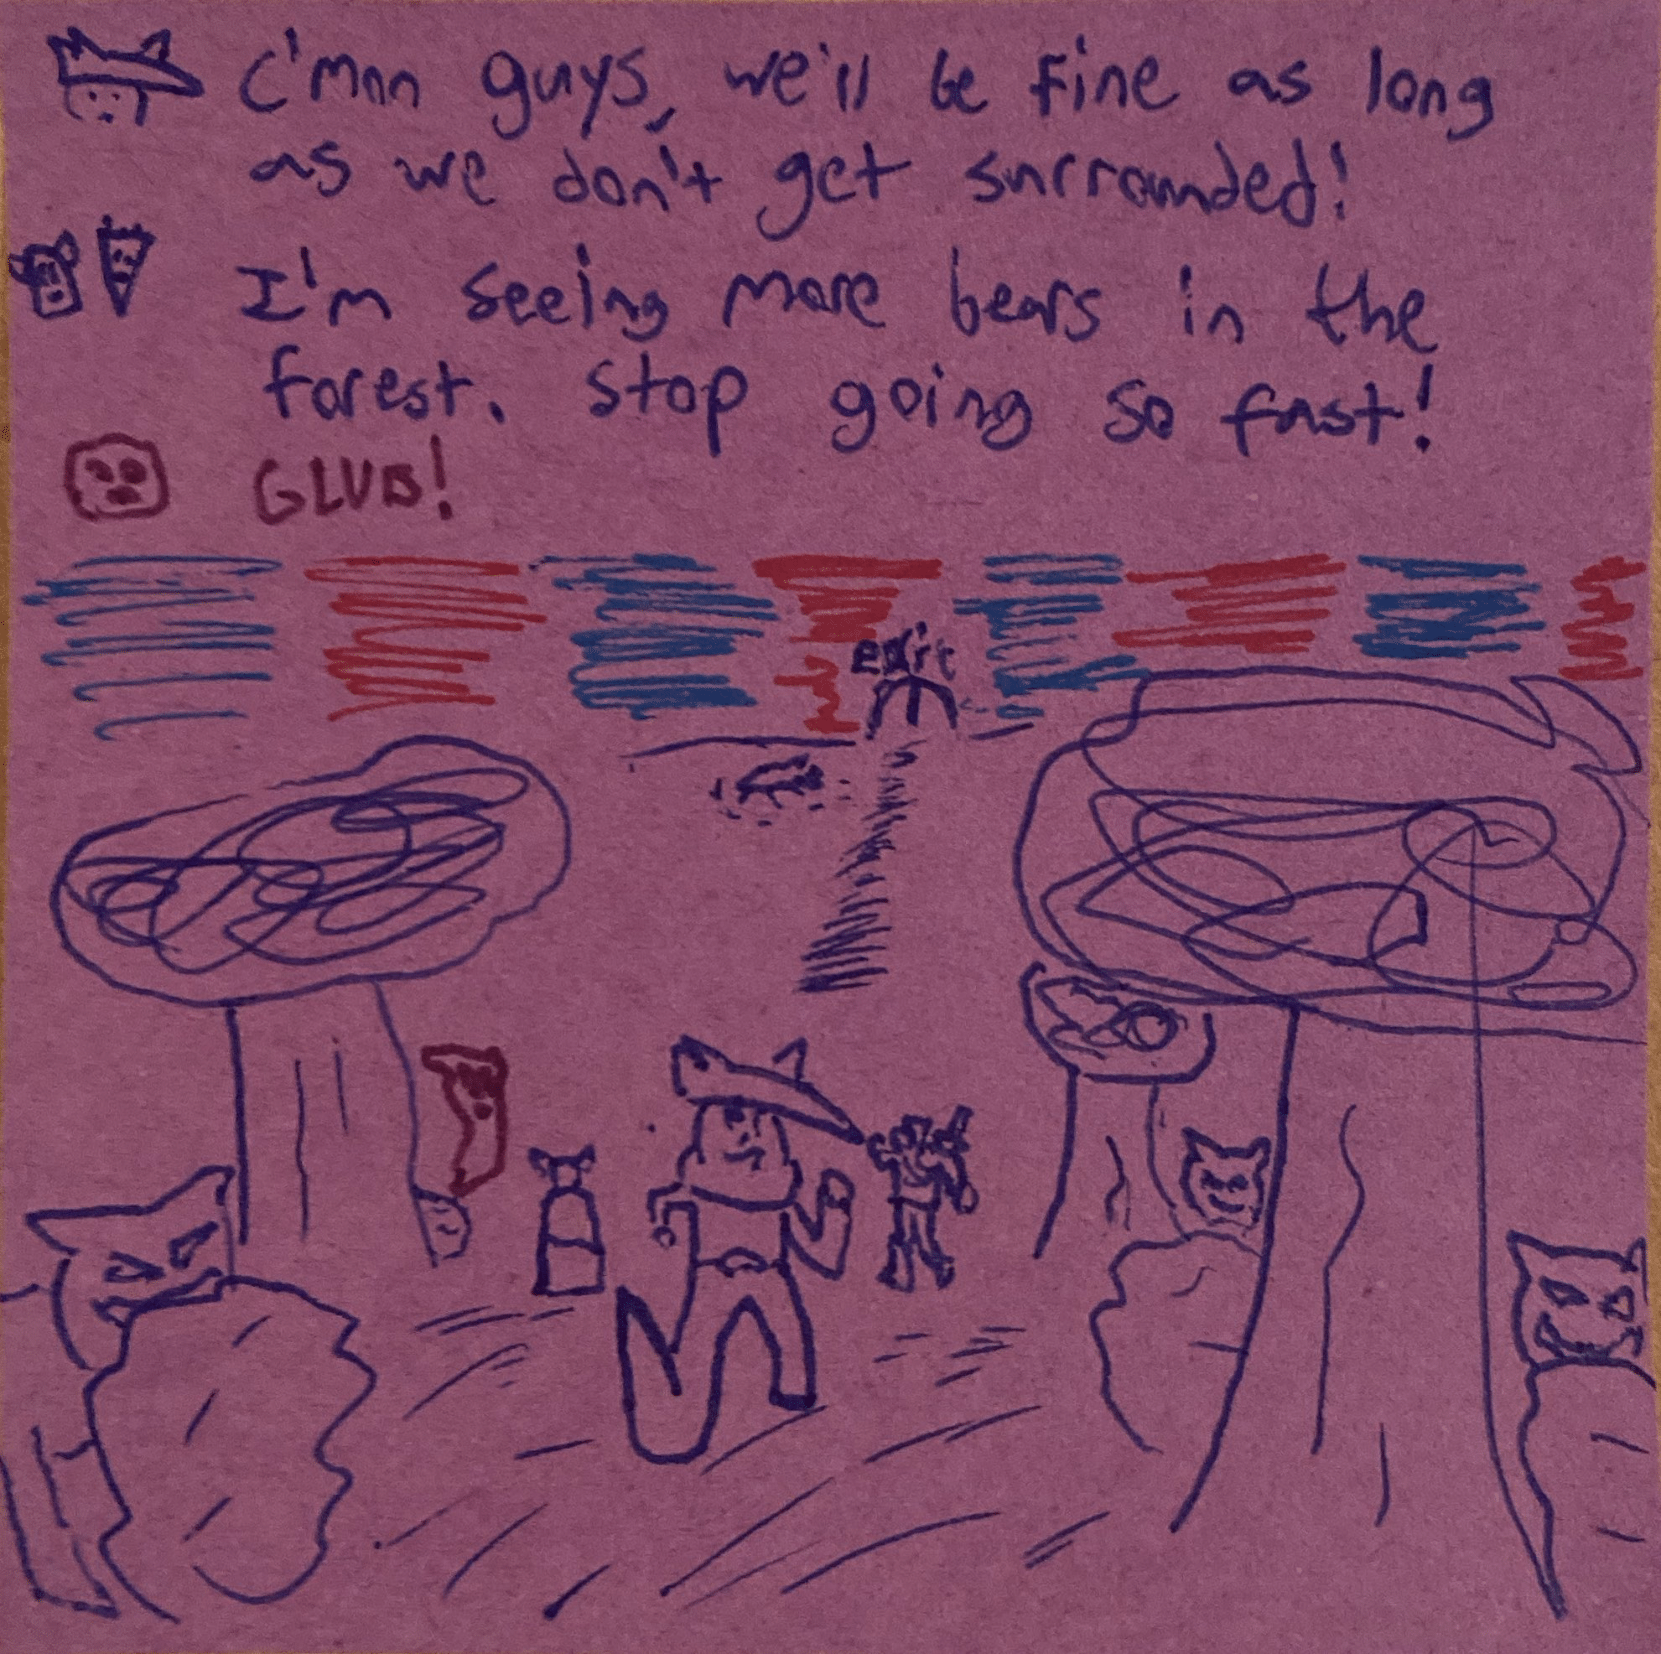 C'mon guys, we'll be fine as long
as we don't get surrounded!
I'm seeing more bears in the
forest. Stop going so fast!
GLUB!
exit